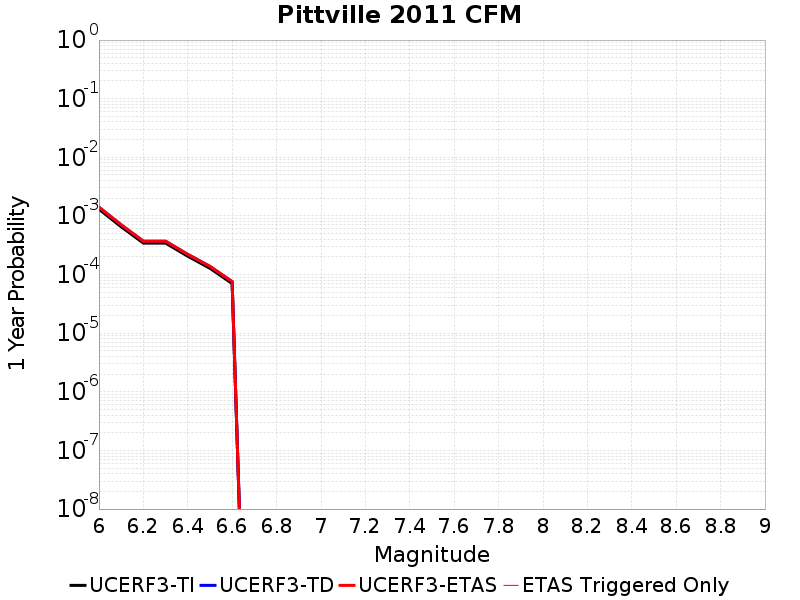 Pittville 2011 CFM
10^0
10^-1
10^-2
10^-3
10^-4
10^-5
10^-6
10^-7
10^-8
1 Year Probability
6 6.2 6.4 6.6 6.8 7 7.2 7.4 7.6 7.8 8 8.2 8.4 8.6 8.8 9
Magnitude
UCERF3-TI UCERF3-TD UCERF3-ETAS ETAS Triggered Only